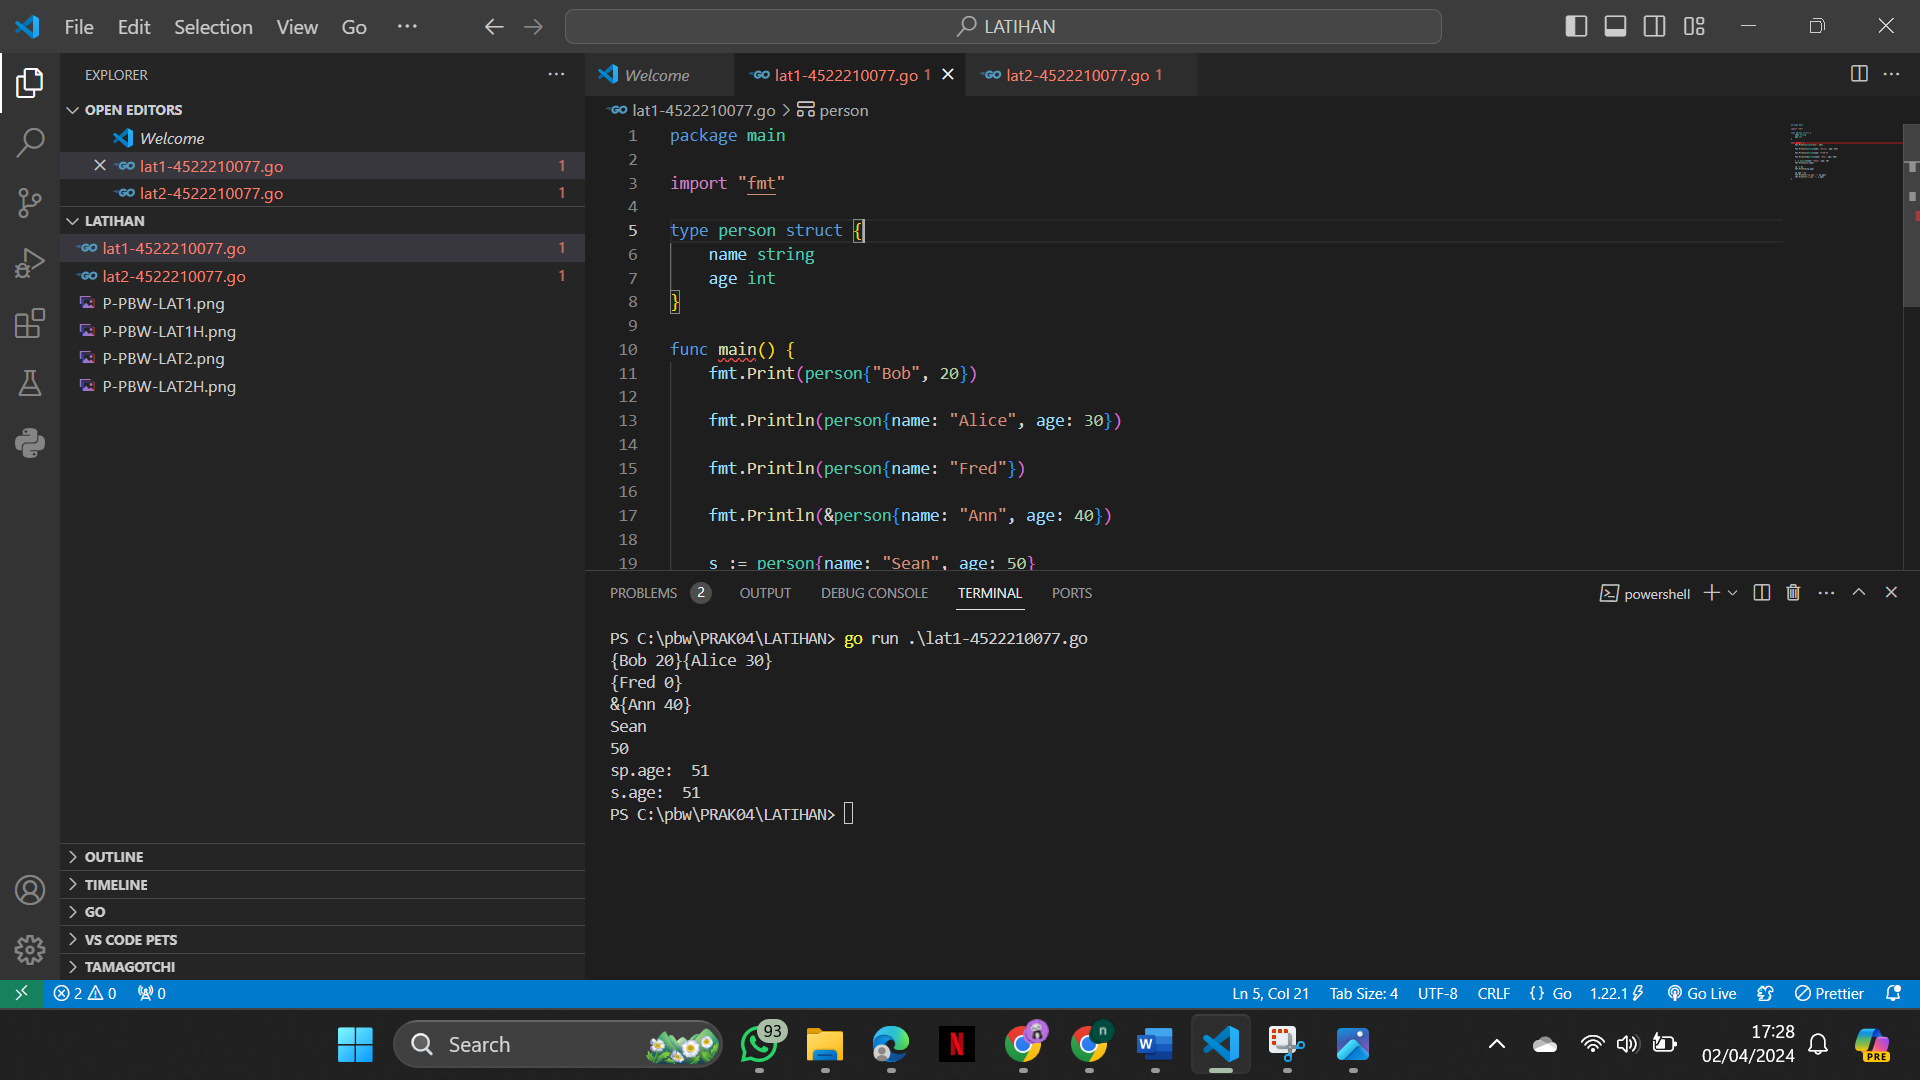 File Edit Selection View Go ··· LATIHAN
EXPLORER ···
OPEN EDITORS
Welcome
lat1-4522210077.go 1
lat2-4522210077.go 1
LATIHAN
lat1-4522210077.go 1
lat2-4522210077.go 1
P-PBW-LAT1.png
P-PBW-LAT1H.png
P-PBW-LAT2.png
P-PBW-LAT2H.png
OUTLINE
TIMELINE
GO
VS CODE PETS
TAMAGOTCHI
Welcome lat1-4522210077.go 1 lat2-4522210077.go 1
lat1-4522210077.go > person
1 package main
2
3 import "fmt"
4
5 type person struct {
6 name string
7 age int
8 }
9
10 func main() {
11 fmt.Print(person{"Bob", 20})
12
13 fmt.Println(person{name: "Alice", age: 30})
14
15 fmt.Println(person{name: "Fred"})
16
17 fmt.Println(&person{name: "Ann", age: 40})
18
19 s := person{name: "Sean", age: 50}
PROBLEMS 2 OUTPUT DEBUG CONSOLE TERMINAL PORTS powershell
PS C:\pbw\PRAK04\LATIHAN> go run .\lat1-4522210077.go
{Bob 20}{Alice 30}
{Fred 0}
&{Ann 40}
Sean
50
sp.age:  51
s.age:  51
PS C:\pbw\PRAK04\LATIHAN>
2 0 0 Ln 5, Col 21 Tab Size: 4 UTF-8 CRLF {} Go 1.22.1 Go Live Prettier
Search 93 n N W 17:28
02/04/2024
PRE